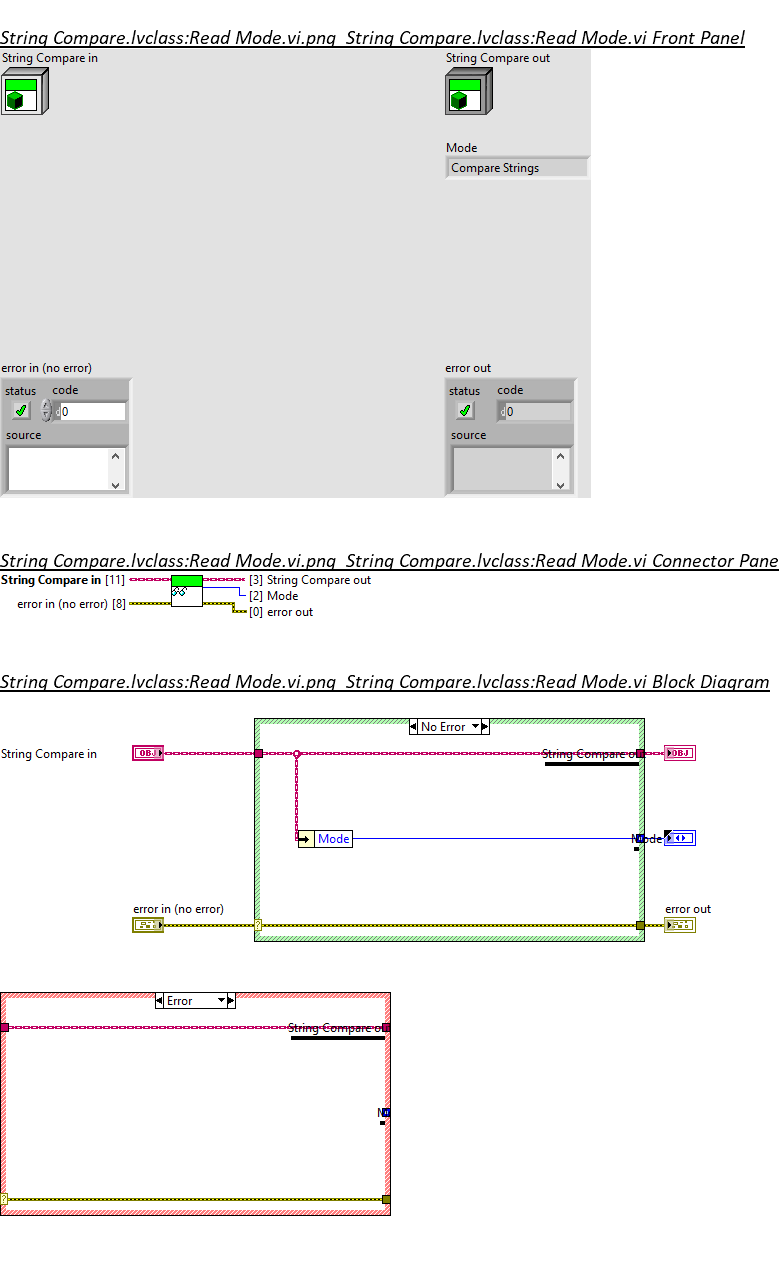 String Compare.lvclass:Read Mode.vi.png  String Compare.lvclass:Read Mode.vi Front Panel
String Compare in
String Compare out
Mode
Compare Strings
error in (no error)
error out
status code
status code
d 0
d 0
source
source
String Compare.lvclass:Read Mode.vi.png  String Compare.lvclass:Read Mode.vi Connector Pane
String Compare in [11]
[3] String Compare out
[2] Mode
error in (no error) [8]
[0] error out
String Compare.lvclass:Read Mode.vi.png  String Compare.lvclass:Read Mode.vi Block Diagram
No Error
String Compare in
OBJ
String Compare ou
OBJ
Mode
Mode
error in (no error)
error out
?
Error
String Compare o
?